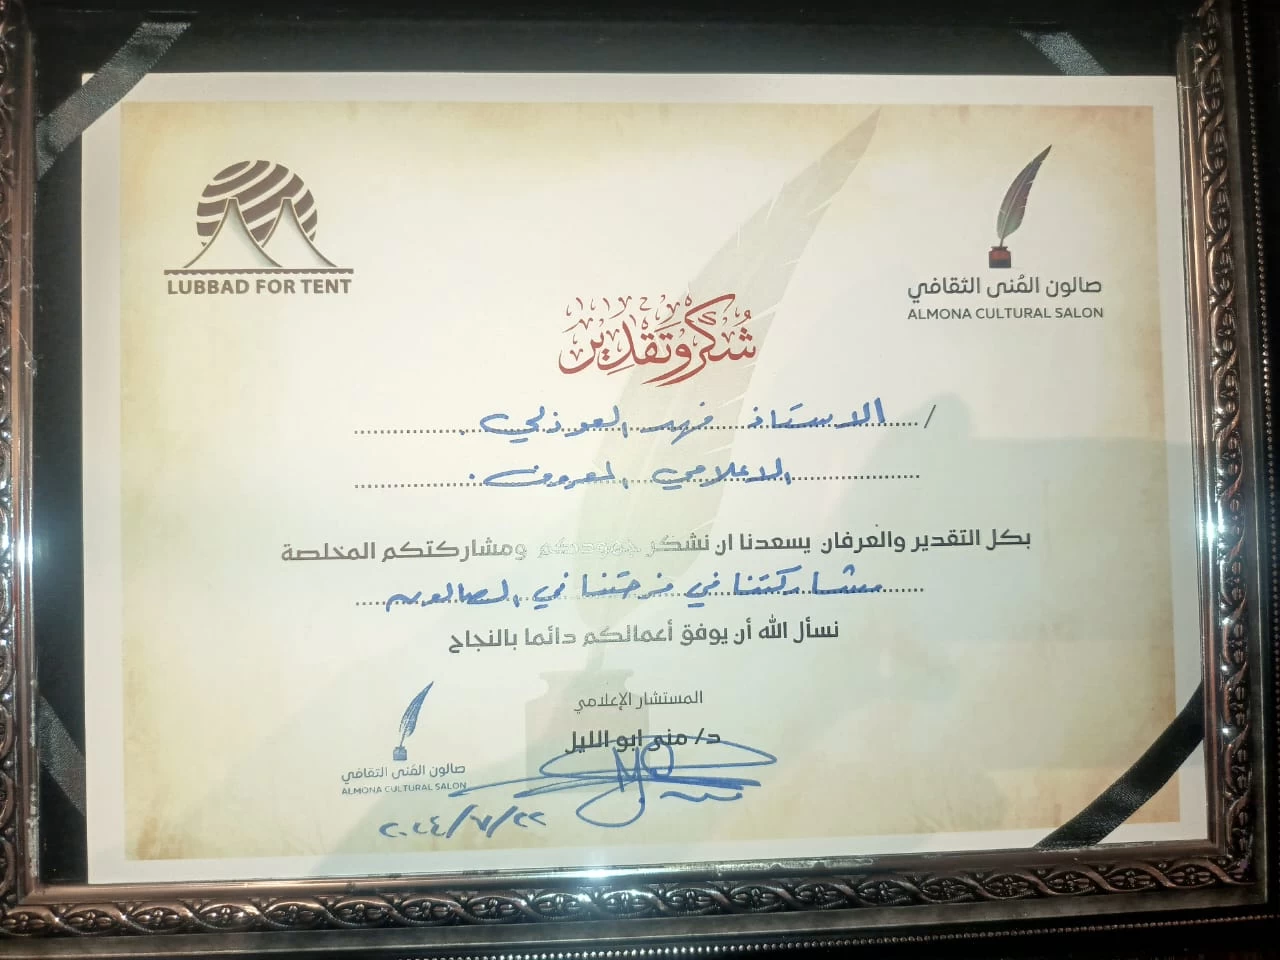 LUBBAD FOR TENT
صالون المُنى الثقافي
ALMONA CULTURAL SALON
شكر وتقدير
/ الاستاذ فهد العوذلي
الاعلامي المعروف
بكل التقدير والعرفان يسعدنا ان نشكر جهودكم ومشاركتكم المخلصة
مشاركتنا في فرحتنا في الصالون
نسأل الله أن يوفق أعمالكم دائما بالنجاح
المستشار الإعلامي
د/ منى ابو الليل
صالون المُنى الثقافي
ALMONA CULTURAL SALON
٢٠٢٤/٧/٢٢